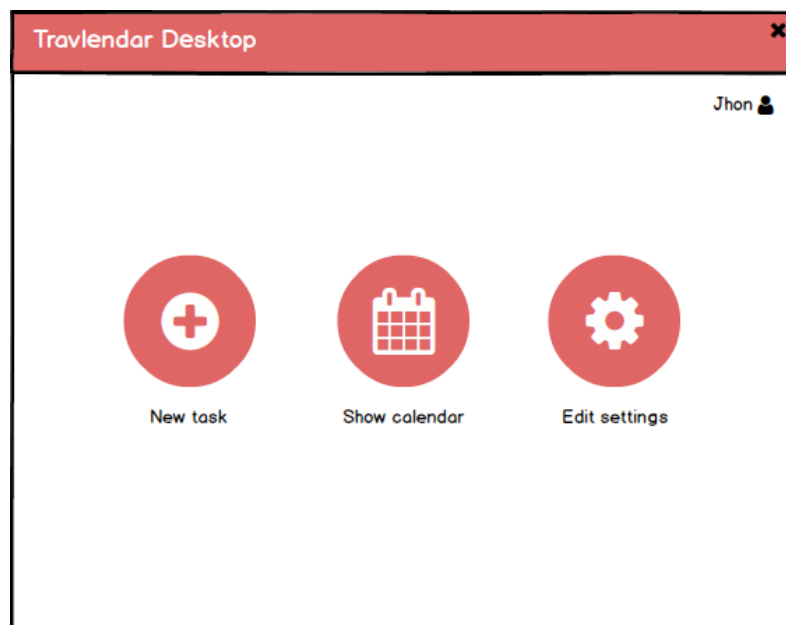 Travlendar Desktop
Jhon
New task
Show calendar
Edit settings